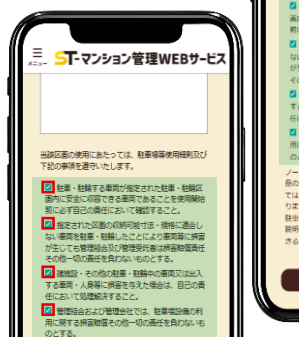 メニュー
ST-マンション管理WEBサービス
当該区画の使用にあたっては、駐車場等使用細則及び
下記の事項を遵守いたします。
駐車・駐輪する車両が指定された駐車・駐輪区
画内に安全に収容できる車両であることを使用開始
前に必ず自己の責任において確認すること。
指定された区画の収納可能寸法・規格に適合し
ない車両を駐車・駐輪したことにより車両等に損害
が生じても管理組合及び管理受託者は損害賠償責任
その他一切の責任を負わないものとする。
諸施設・その他の駐車・駐輪中の車両又は出入
する車両・人身等に損害を与えた場合は、自己の責
任において処理解決すること。
管理組合および管理会社では、駐車場設備の利
用に関する損害賠償その他一切の責任を負わないも
のとする。